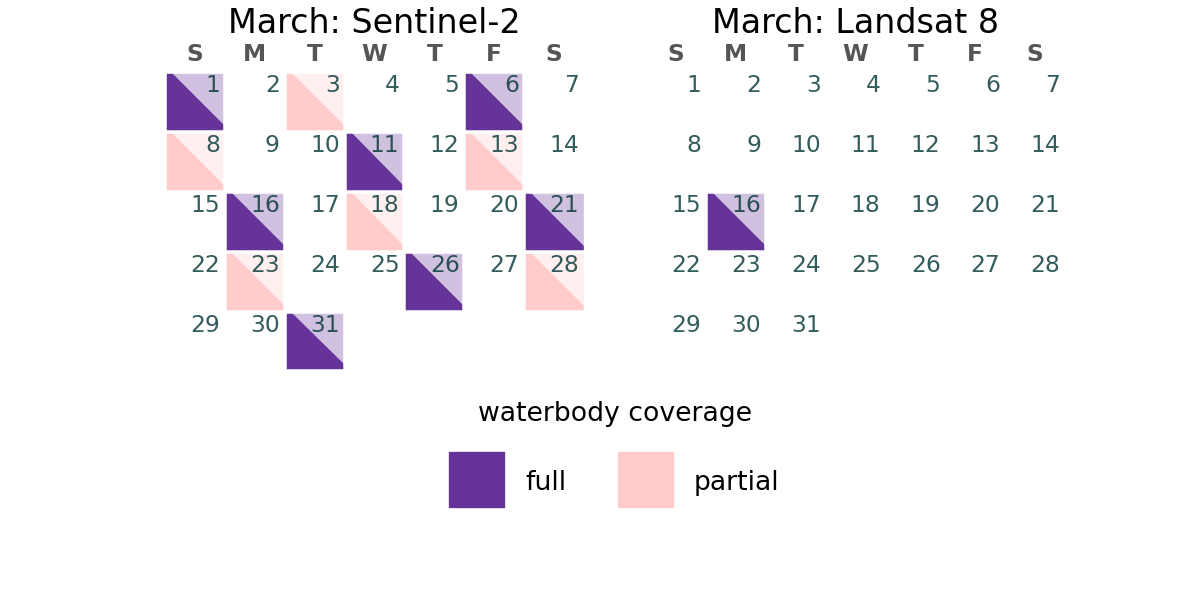 March: Sentinel-2
S M T W T F S
1 2 3 4 5 6 7
8 9 10 11 12 13 14
15 16 17 18 19 20 21
22 23 24 25 26 27 28
29 30 31
March: Landsat 8
S M T W T F S
1 2 3 4 5 6 7
8 9 10 11 12 13 14
15 16 17 18 19 20 21
22 23 24 25 26 27 28
29 30 31
waterbody coverage
full
partial